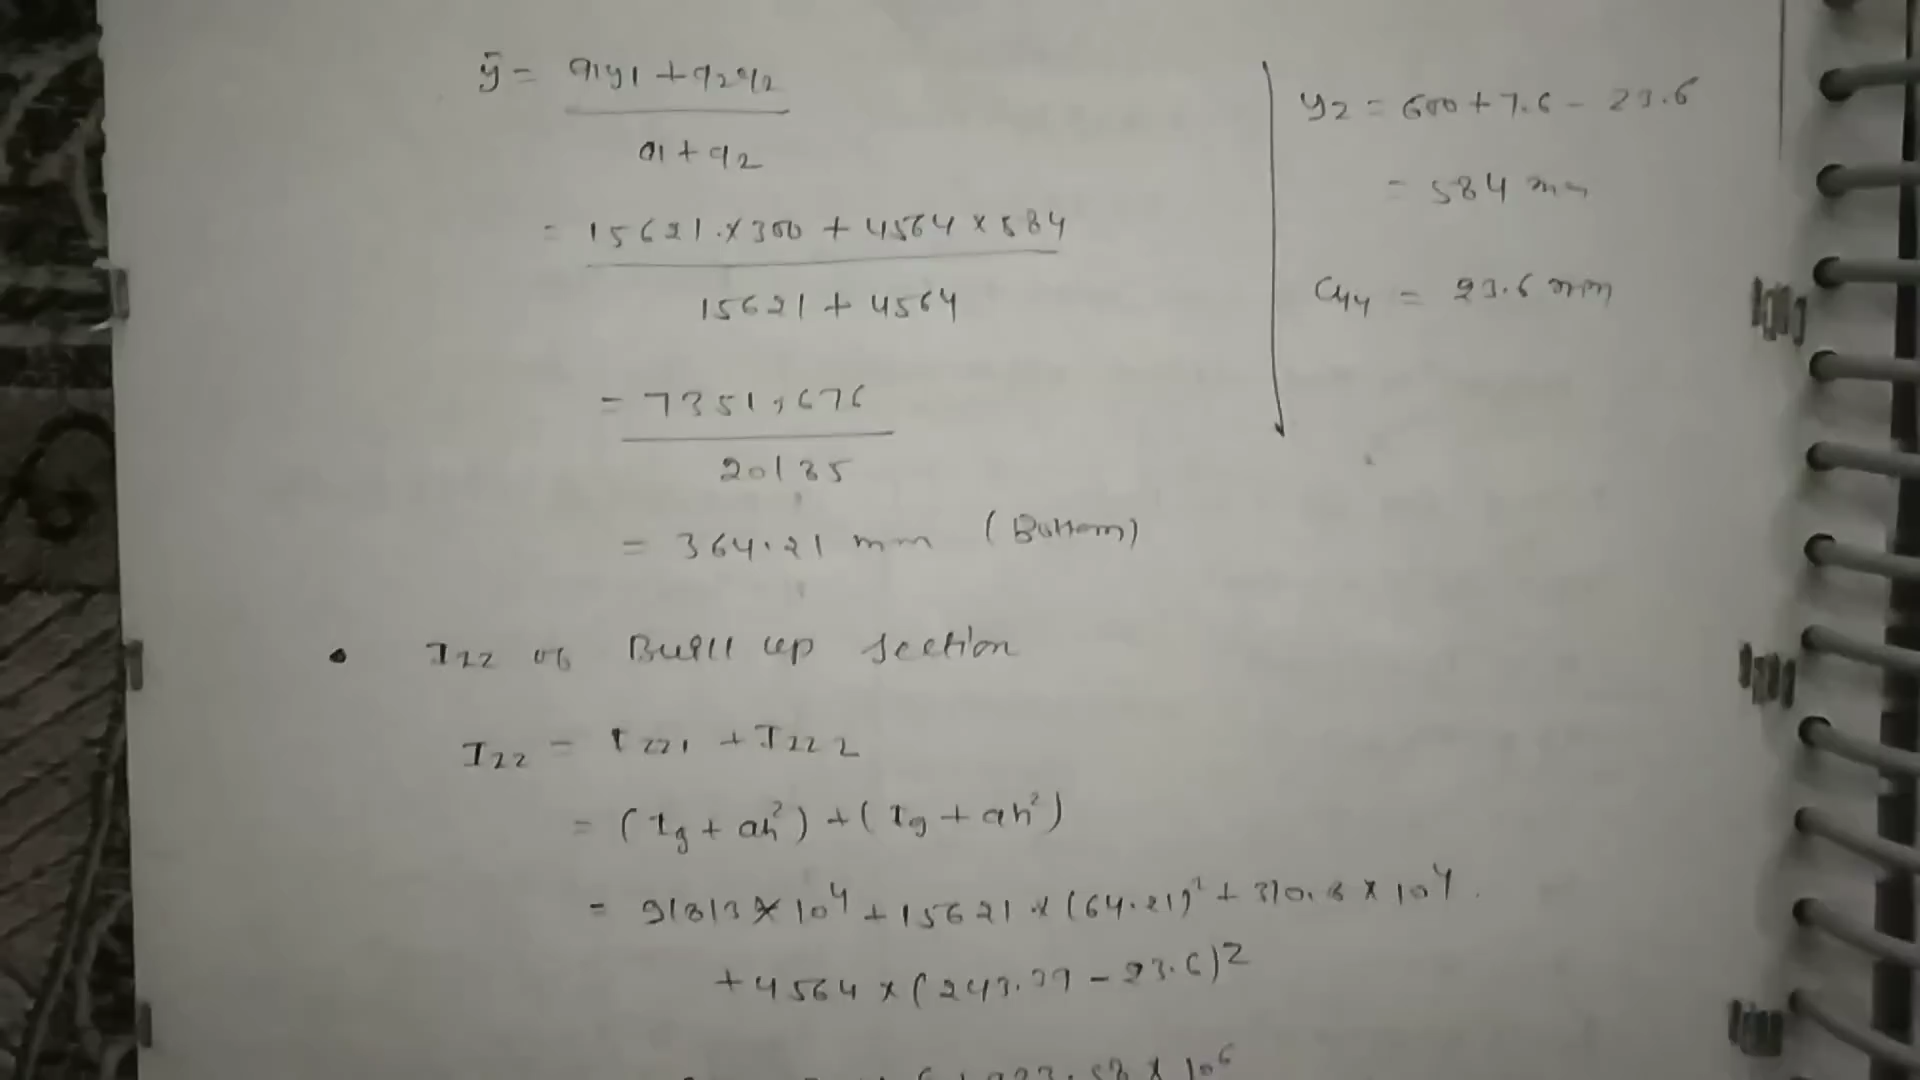 ȳ = a1y1 + a2y2
a1 + a2
= 15621 × 300 + 4564 × 584
15621 + 4564
= 7351,676
20185
= 364.21 mm (Bottom)
y2 = 600 + 7.6 - 23.6
= 584 mm
Cyy = 23.6 mm
• Izz of Built up section
Izz = Izz1 + Izz2
= (Ig + ah²) + (Ig + ah²)
= 91813 × 10⁴ + 15621 × (64.21)² + 310.8 × 10⁴
+ 4564 × (243.39 - 23.6)²